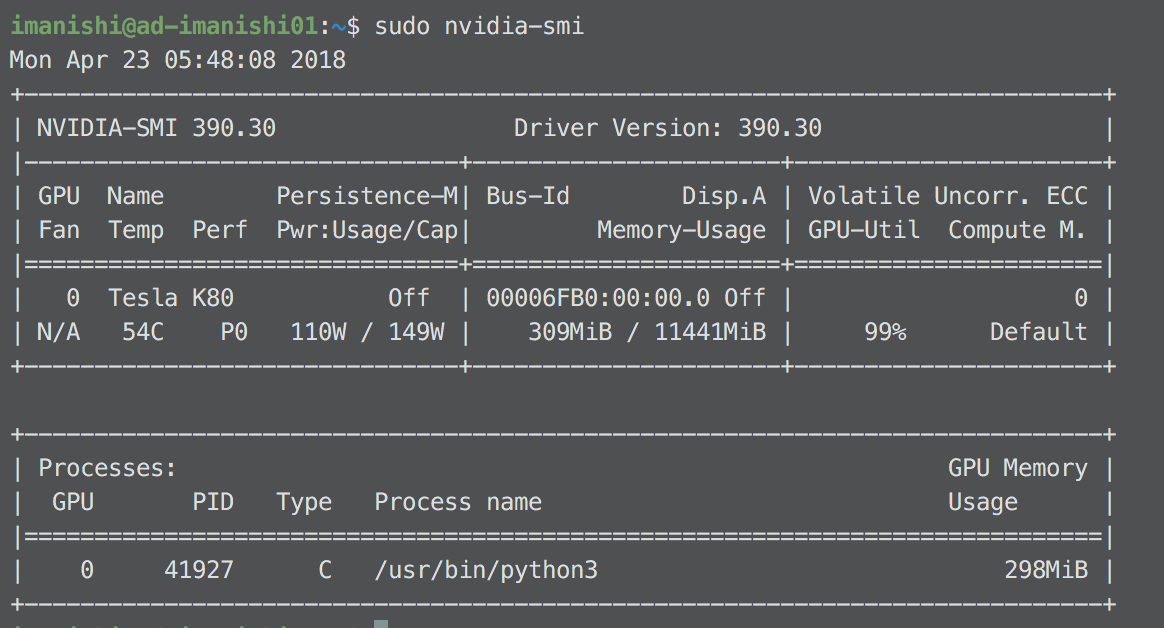 imanishi@ad-imanishi01:~$ sudo nvidia-smi
Mon Apr 23 05:48:08 2018
+-----------------------------------------------------------------------------+
| NVIDIA-SMI 390.30                 Driver Version: 390.30                    |
|-------------------------------+----------------------+----------------------+
| GPU  Name        Persistence-M| Bus-Id        Disp.A | Volatile Uncorr. ECC |
| Fan  Temp  Perf  Pwr:Usage/Cap|         Memory-Usage | GPU-Util  Compute M. |
|===============================+======================+======================|
|   0  Tesla K80           Off  | 00006FB0:00:00.0 Off |                    0 |
| N/A   54C    P0   110W / 149W |    309MiB / 11441MiB |     99%      Default |
+-------------------------------+----------------------+----------------------+

+-----------------------------------------------------------------------------+
| Processes:                                                       GPU Memory |
|  GPU       PID   Type   Process name                             Usage      |
|=============================================================================|
|    0     41927      C   /usr/bin/python3                             298MiB |
+-----------------------------------------------------------------------------+